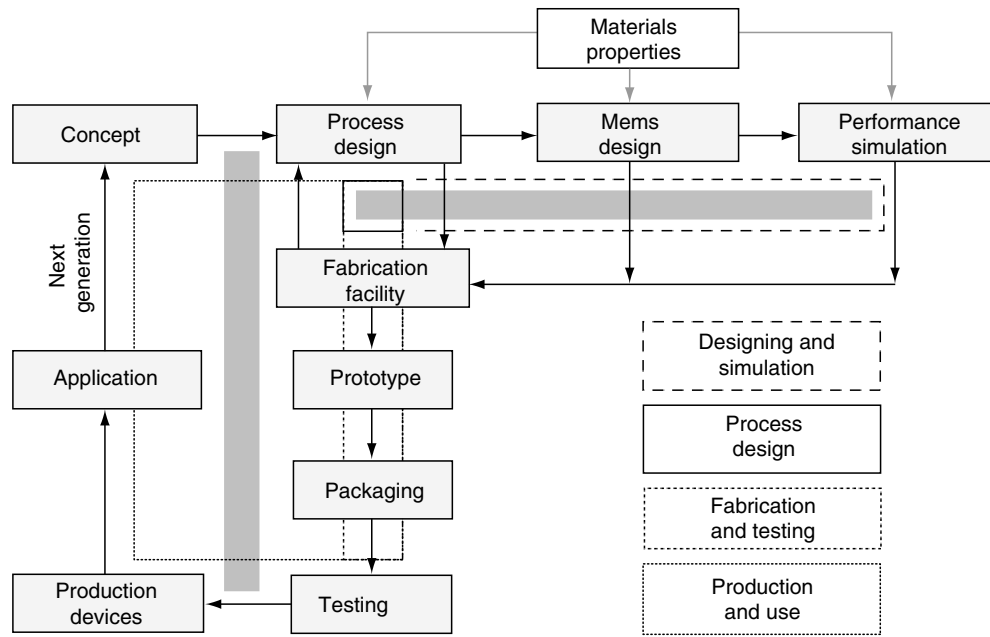 Materials
properties
Concept
Process
design
Mems
design
Performance
simulation
Next
generation
Fabrication
facility
Application
Prototype
Packaging
Production
devices
Testing
Designing and
simulation
Process
design
Fabrication
and testing
Production
and use